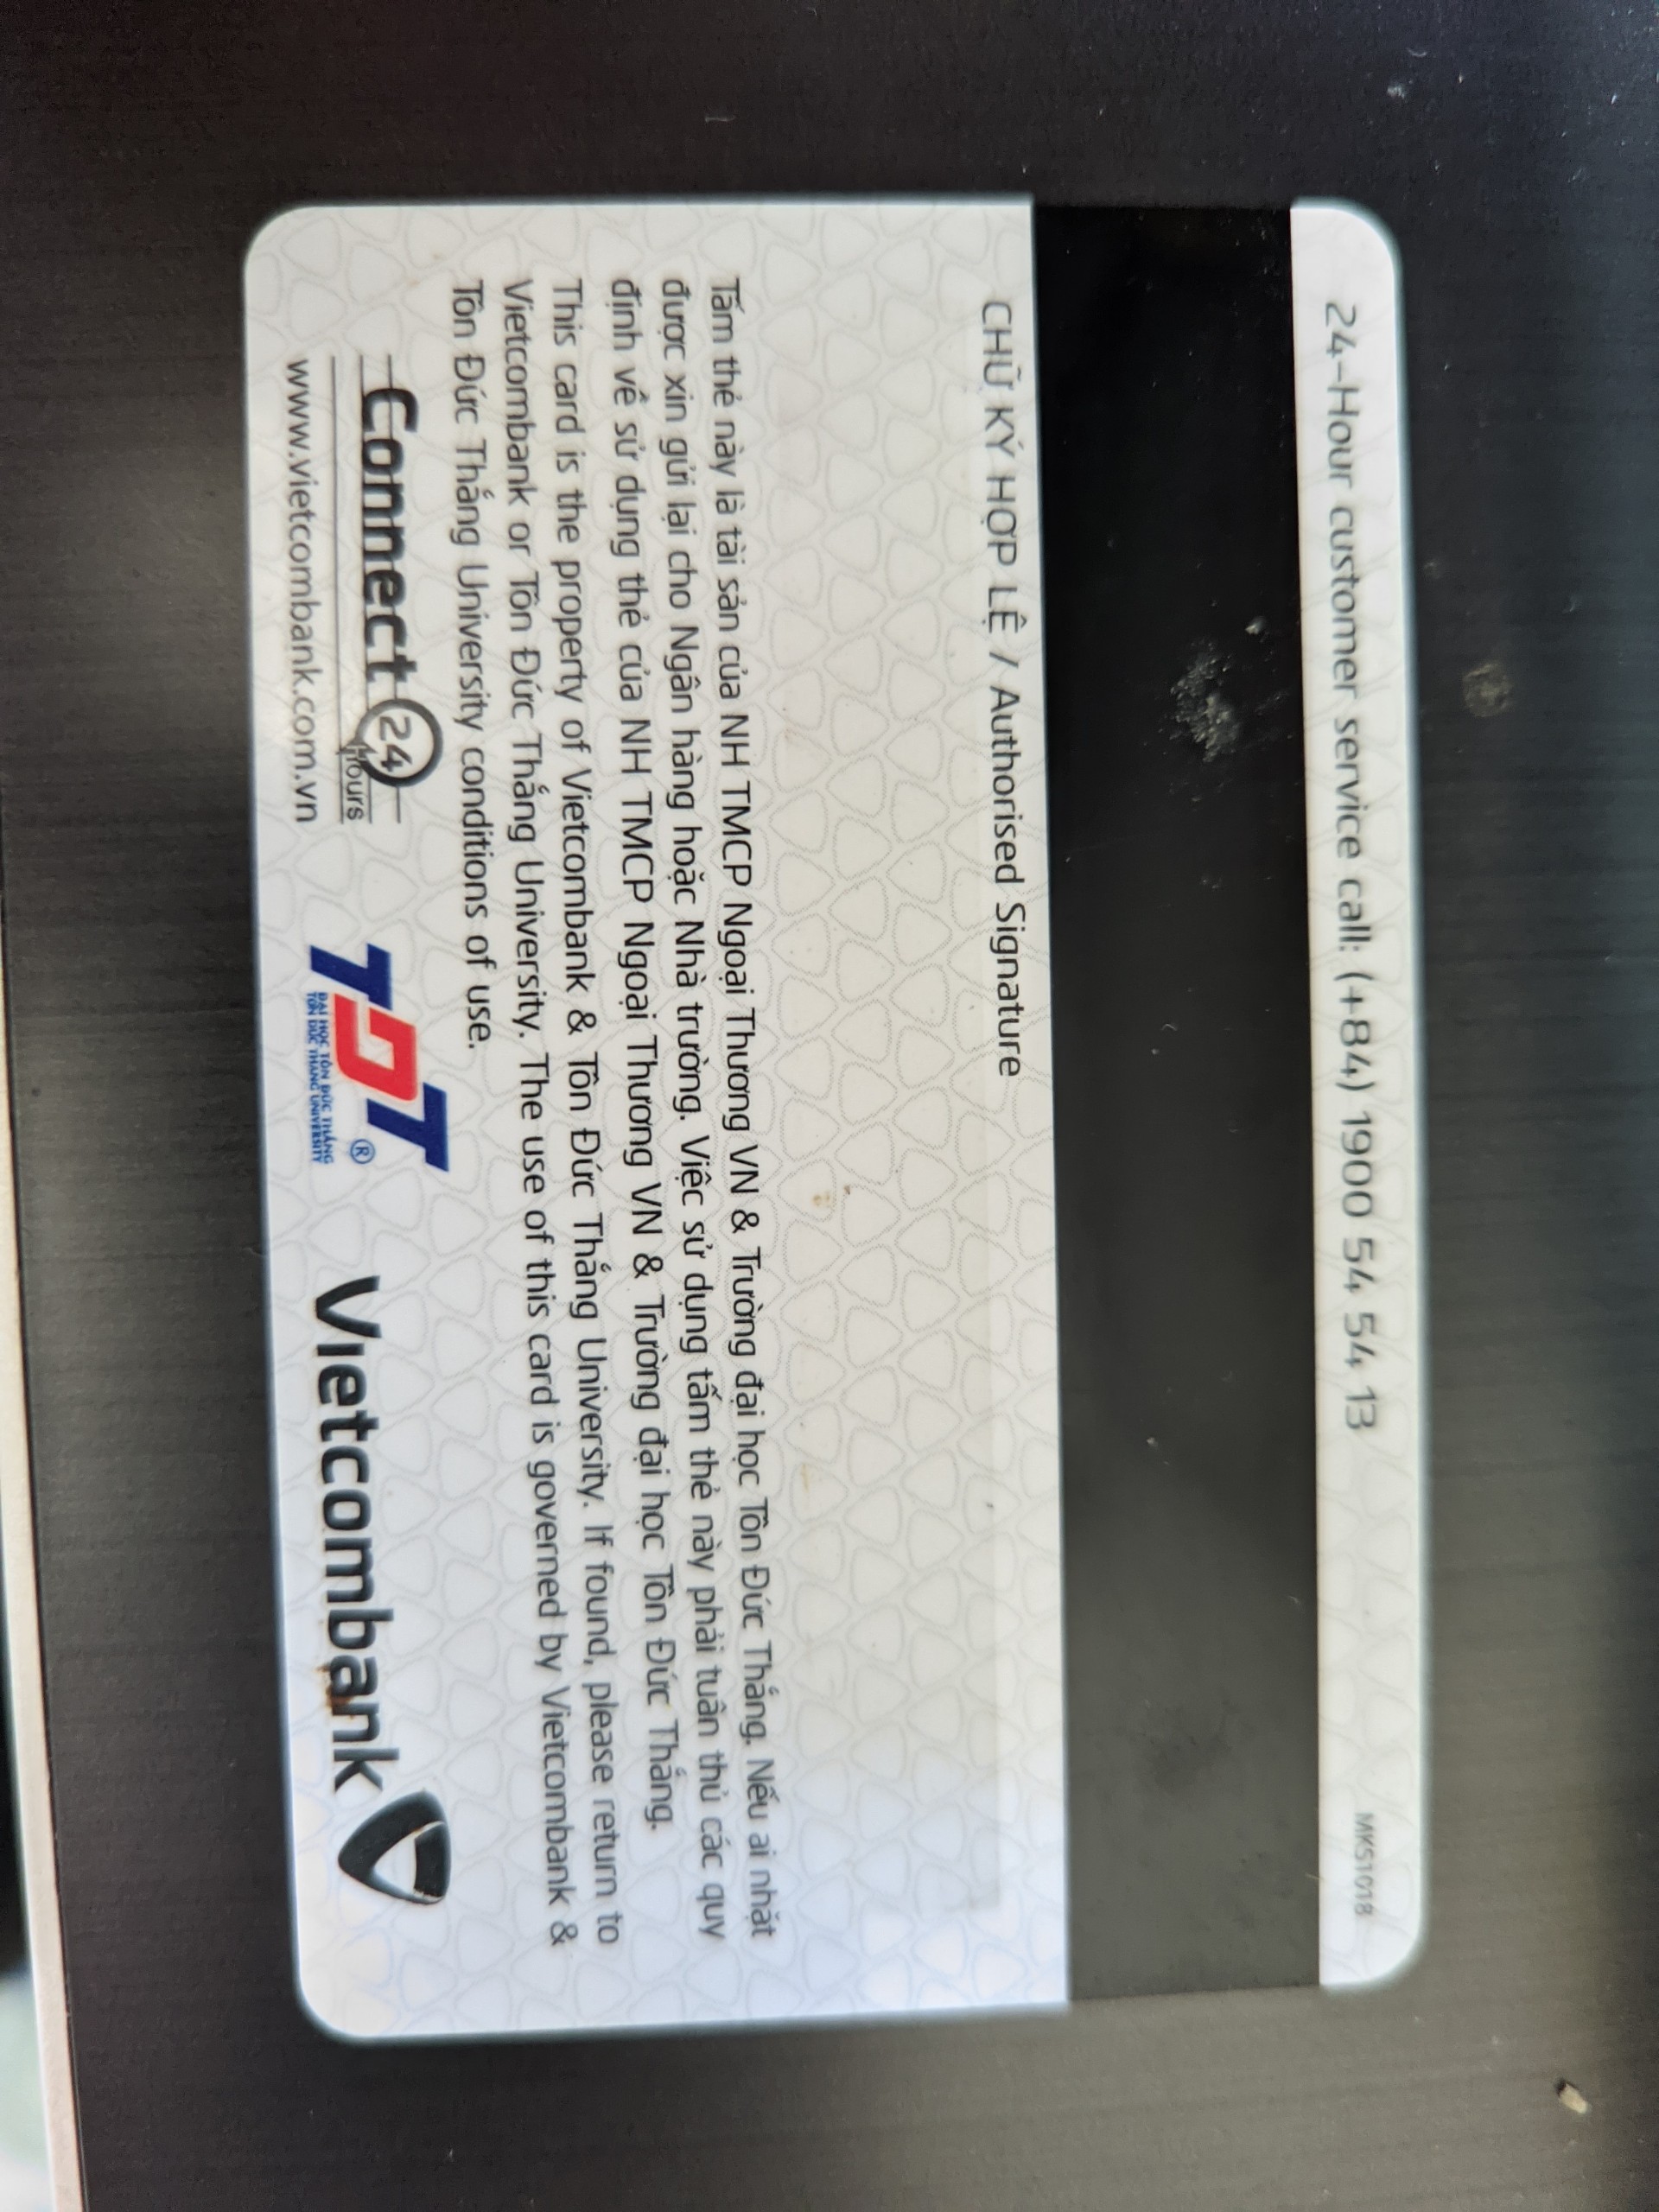 24-Hour customer service call: (+84) 1900 54 54 13
MKS1018
CHỮ KÝ HỢP LỆ / Authorised Signature
Tấm thẻ này là tài sản của NH TMCP Ngoại Thương VN & Trường đại học Tôn Đức Thắng. Nếu ai nhặt
được xin gửi lại cho Ngân hàng hoặc Nhà trường. Việc sử dụng tấm thẻ này phải tuân thủ các quy
định về sử dụng thẻ của NH TMCP Ngoại Thương VN & Trường đại học Tôn Đức Thắng.
This card is the property of Vietcombank & Tôn Đức Thắng University. If found, please return to
Vietcombank or Tôn Đức Thắng University. The use of this card is governed by Vietcombank &
Tôn Đức Thắng University conditions of use.
Connect 24
hours
www.vietcombank.com.vn
TDT ®
ĐẠI HỌC TÔN ĐỨC THẮNG
TON DUC THANG UNIVERSITY
Vietcombank